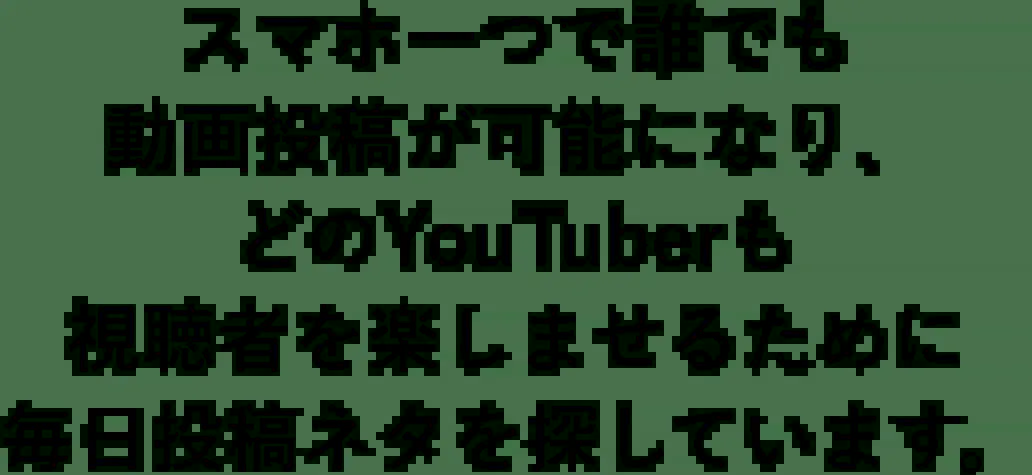 スマホ一つで誰でも
動画投稿が可能になり、
どのYouTuberも
視聴者を楽しませるために
毎日投稿ネタを探しています。